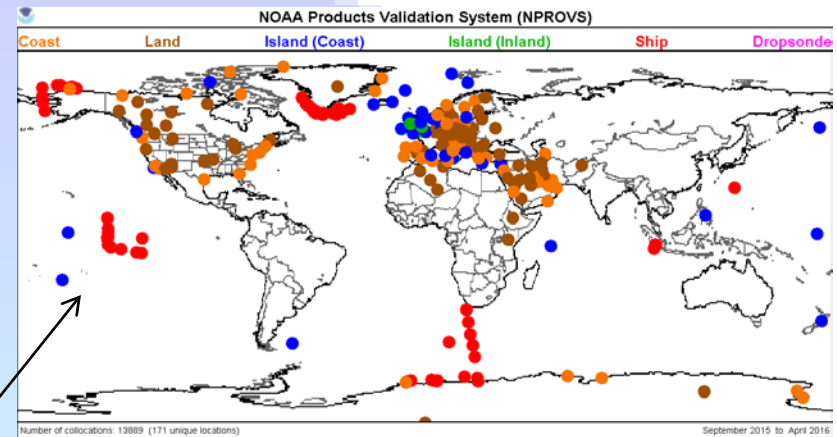 NOAA Products Validation System (NPROVS)
Coast Land Island (Coast) Island (Inland) Ship Dropsonde
Number of collocations: 13889 (171 unique locations) September 2015 to April 2016